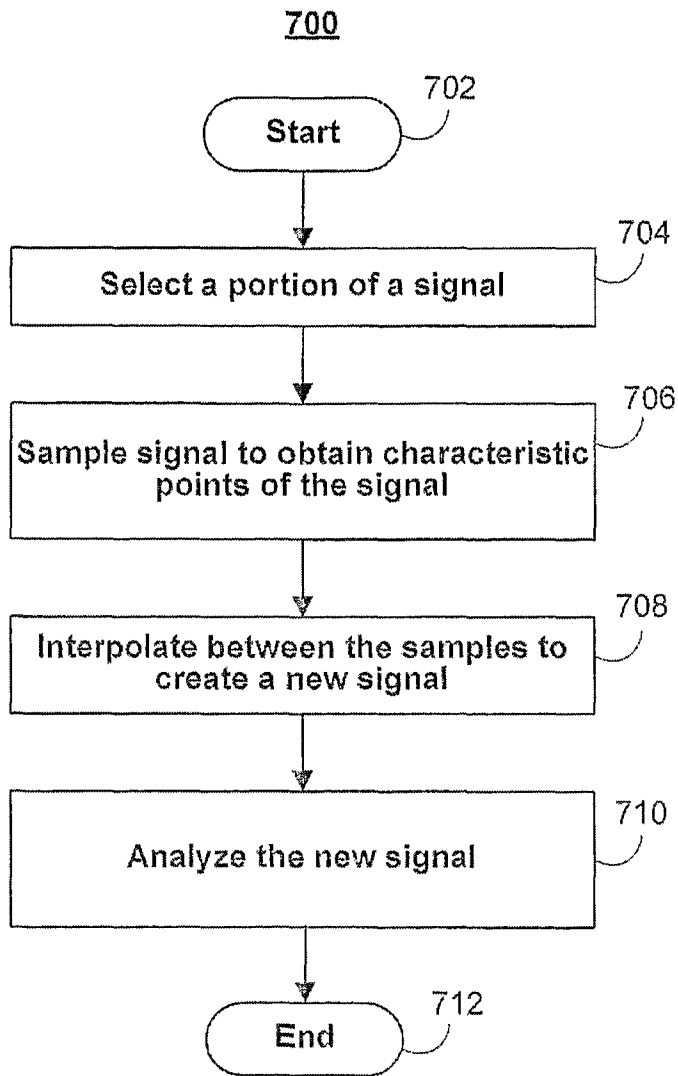 700
702
Start
704
Select a portion of a signal
706
Sample signal to obtain characteristic
points of the signal
708
Interpolate between the samples to
create a new signal
710
Analyze the new signal
712
End